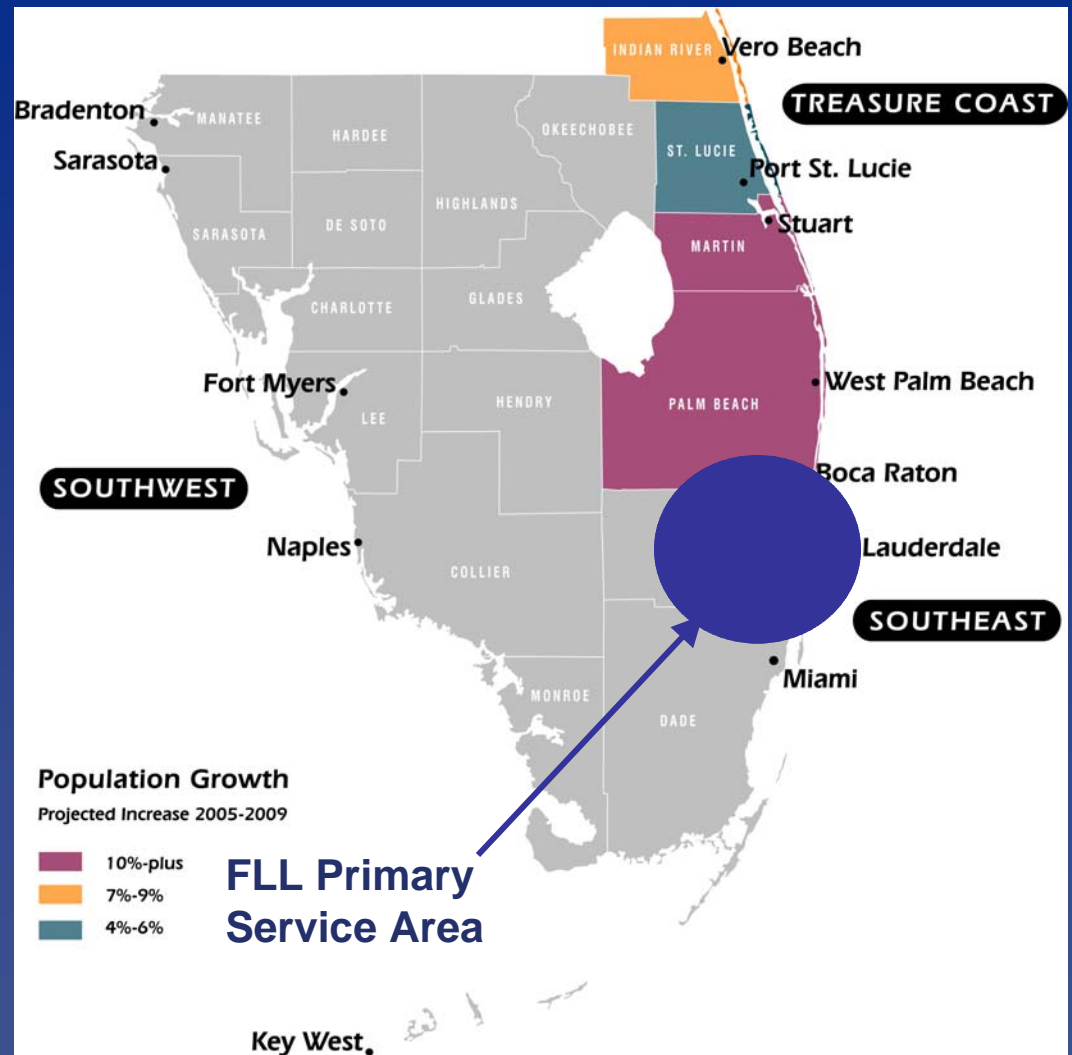 INDIAN RIVER
Vero Beach
TREASURE COAST
Bradenton
MANATEE
HARDEE
OKEECHOBEE
ST. LUCIE
Sarasota
Port St. Lucie
HIGHLANDS
SARASOTA
DE SOTO
Stuart
MARTIN
CHARLOTTE
GLADES
Fort Myers
LEE
HENDRY
PALM BEACH
West Palm Beach
SOUTHWEST
Boca Raton
Naples
COLLIER
Lauderdale
SOUTHEAST
Miami
MONROE
DADE
Population Growth
Projected Increase 2005-2009
10%-plus
7%-9%
4%-6%
FLL Primary
Service Area
Key West